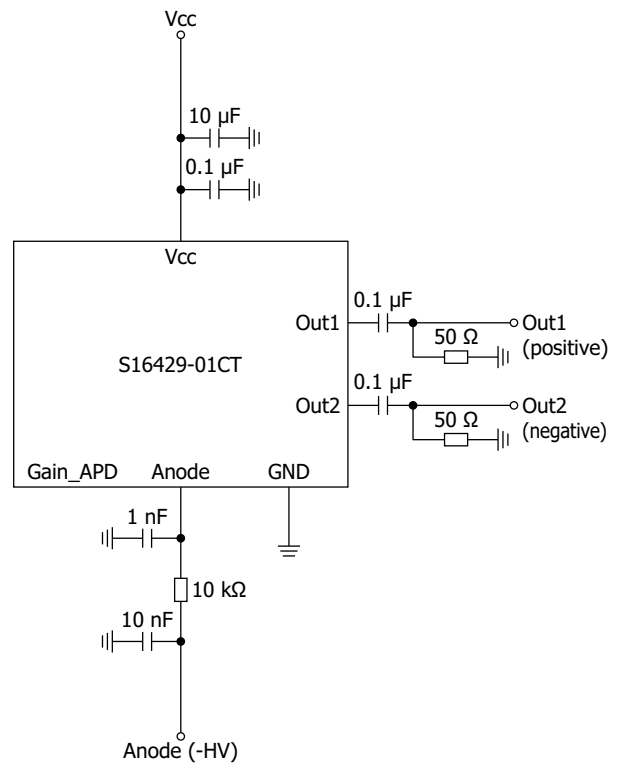 Vcc
10 µF
0.1 µF
Vcc
0.1 µF
Out1
Out1
50 Ω
(positive)
S16429-01CT
0.1 µF
Out2
Out2
50 Ω
(negative)
Gain_APD
Anode
GND
1 nF
10 kΩ
10 nF
Anode (-HV)